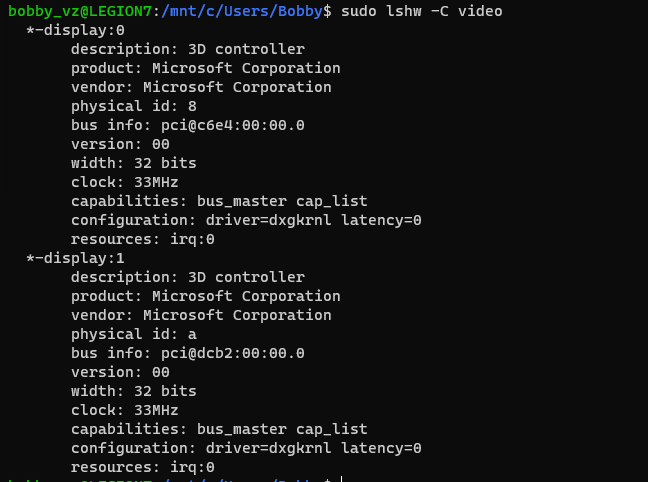 bobby_vz@LEGION7:/mnt/c/Users/Bobby$ sudo lshw -C video
*-display:0
description: 3D controller
product: Microsoft Corporation
vendor: Microsoft Corporation
physical id: 8
bus info: pci@c6e4:00:00.0
version: 00
width: 32 bits
clock: 33MHz
capabilities: bus_master cap_list
configuration: driver=dxgkrnl latency=0
resources: irq:0
*-display:1
description: 3D controller
product: Microsoft Corporation
vendor: Microsoft Corporation
physical id: a
bus info: pci@dcb2:00:00.0
version: 00
width: 32 bits
clock: 33MHz
capabilities: bus_master cap_list
configuration: driver=dxgkrnl latency=0
resources: irq:0